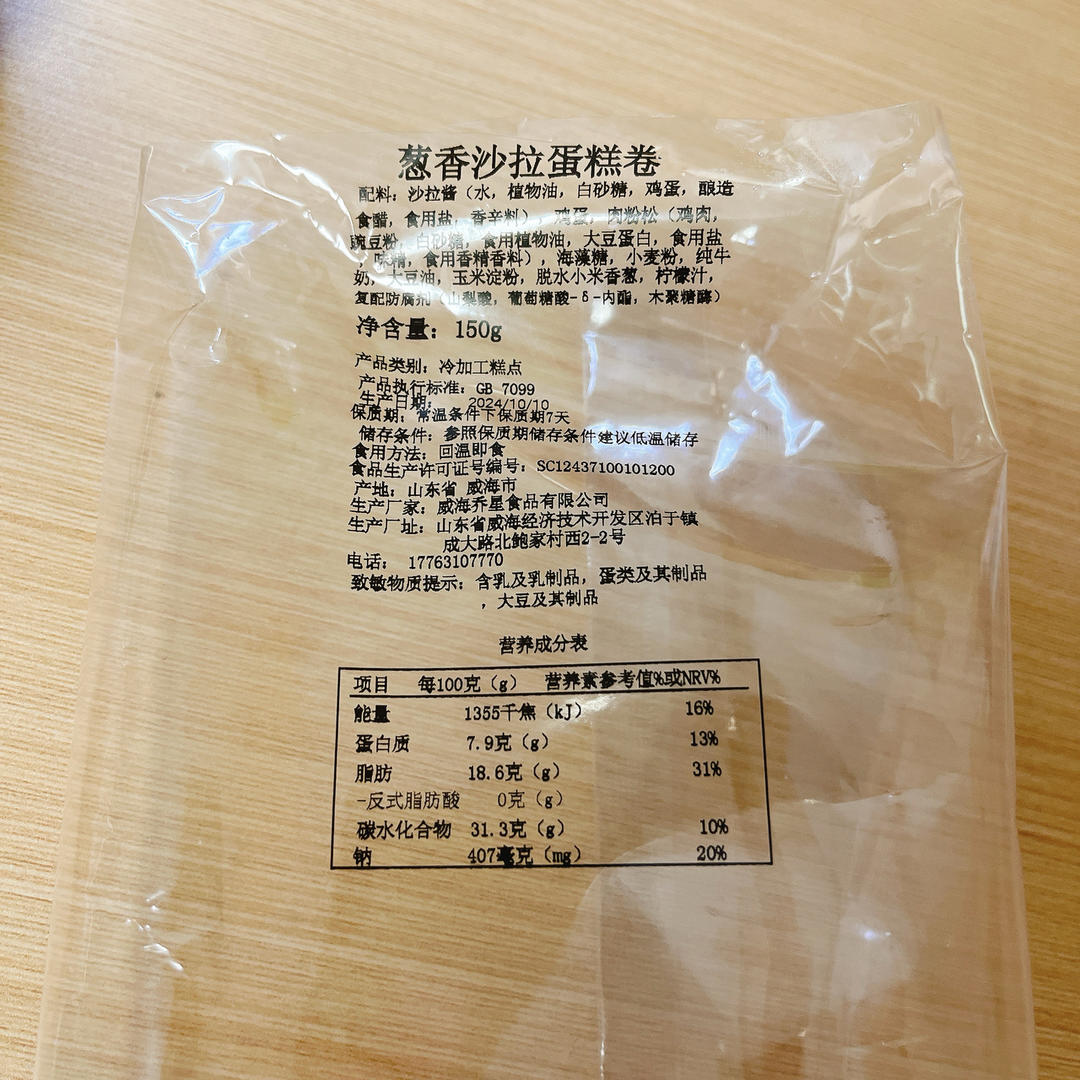 葱香沙拉蛋糕卷
配料：沙拉酱（水，植物油，白砂糖，鸡蛋，酿造
食醋，食用盐，香辛料），鸡蛋，肉粉松（鸡肉，
豌豆粉，白砂糖，食用植物油，大豆蛋白，食用盐
，味精，食用香精香料），海藻糖，小麦粉，纯牛
奶，大豆油，玉米淀粉，脱水小米香葱，柠檬汁，
复配防腐剂（山梨酸，葡萄糖酸-δ-内酯，木聚糖酶）
净含量：150g
产品类别：冷加工糕点
产品执行标准：GB 7099
生产日期：2024/10/10
保质期：常温条件下保质期7天
储存条件：参照保质期储存条件建议低温储存
食用方法：回温即食
食品生产许可证号编号：SC12437100101200
产地：山东省 威海市
生产厂家：威海乔星食品有限公司
生产厂址：山东省威海经济技术开发区泊于镇
成大路北鲍家村西2-2号
电话：17763107770
致敏物质提示：含乳及乳制品，蛋类及其制品
，大豆及其制品
营养成分表
项目 每100克（g） 营养素参考值%或NRV%
能量 1355千焦（kJ） 16%
蛋白质 7.9克（g） 13%
脂肪 18.6克（g） 31%
-反式脂肪酸 0克（g）
碳水化合物 31.3克（g） 10%
钠 407毫克（mg） 20%